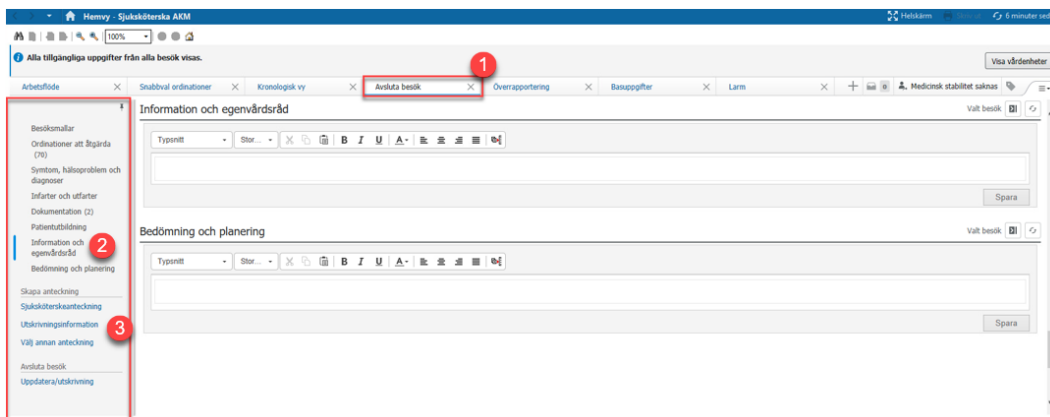 Hemvy - Sjuksköterska AKM
Helskärm
6 minuter sed
100%
Alla tillgängliga uppgifter från alla besök visas.
Visa vårdenheter
1
Arbetsflöde
Snabbval ordinationer
Kronologisk vy
Avsluta besök
Överrapportering
Basuppgifter
Larm
0
Medicinsk stabilitet saknas
Besöksmallar
Ordinationer att åtgärda
(70)
Symtom, hälsoproblem och
diagnoser
Infarter och utfarter
Dokumentation (2)
Patientutbildning
Information och
egenvårdsråd
2
Bedömning och planering
Skapa anteckning
Sjuksköterskeanteckning
Utskrivningsinformation
3
Välj annan anteckning
Avsluta besök
Uppdatera/utskrivning
Information och egenvårdsråd
Valt besök
Typsnitt
Stor...
B I U A
Spara
Bedömning och planering
Valt besök
Typsnitt
Stor...
B I U A
Spara